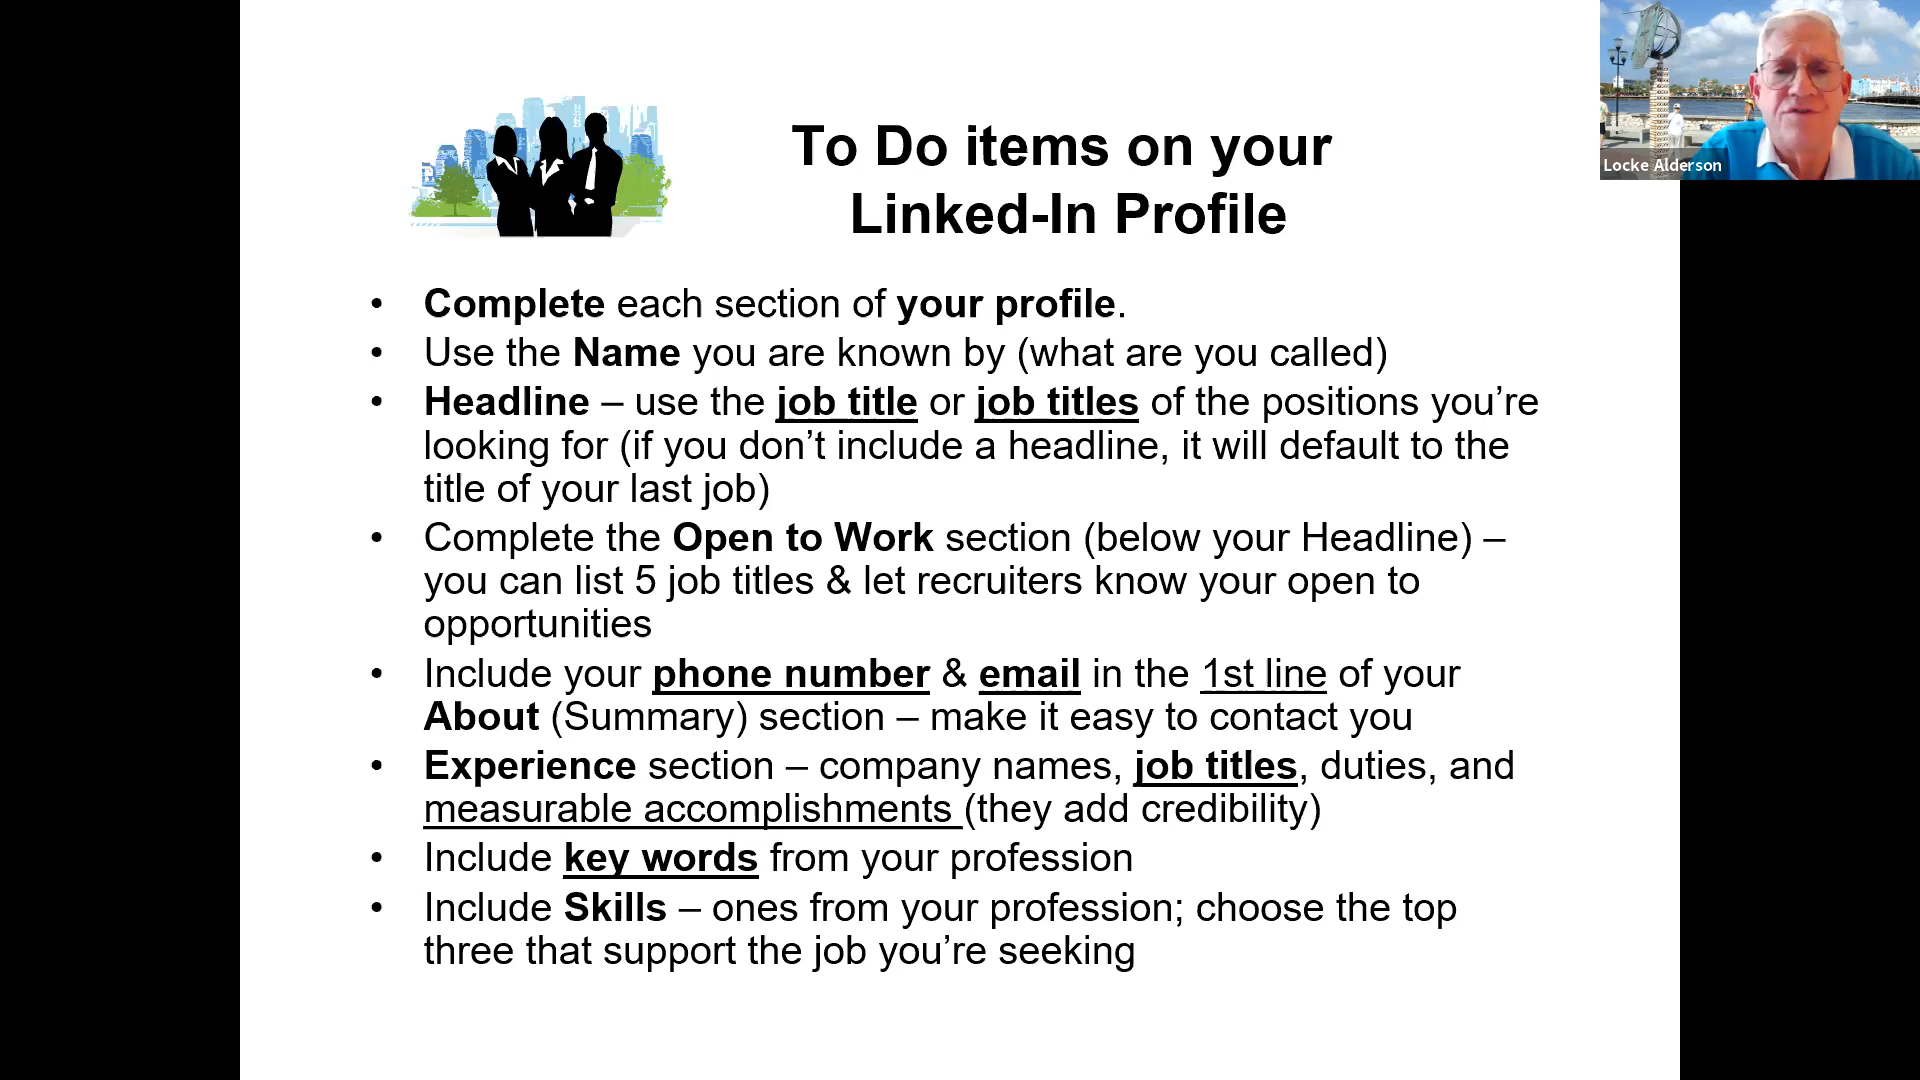 To Do items on your
Linked-In Profile
Locke Alderson
• Complete each section of your profile.
• Use the Name you are known by (what are you called)
• Headline – use the job title or job titles of the positions you’re
looking for (if you don’t include a headline, it will default to the
title of your last job)
• Complete the Open to Work section (below your Headline) –
you can list 5 job titles & let recruiters know your open to
opportunities
• Include your phone number & email in the 1st line of your
About (Summary) section – make it easy to contact you
• Experience section – company names, job titles, duties, and
measurable accomplishments (they add credibility)
• Include key words from your profession
• Include Skills – ones from your profession; choose the top
three that support the job you’re seeking